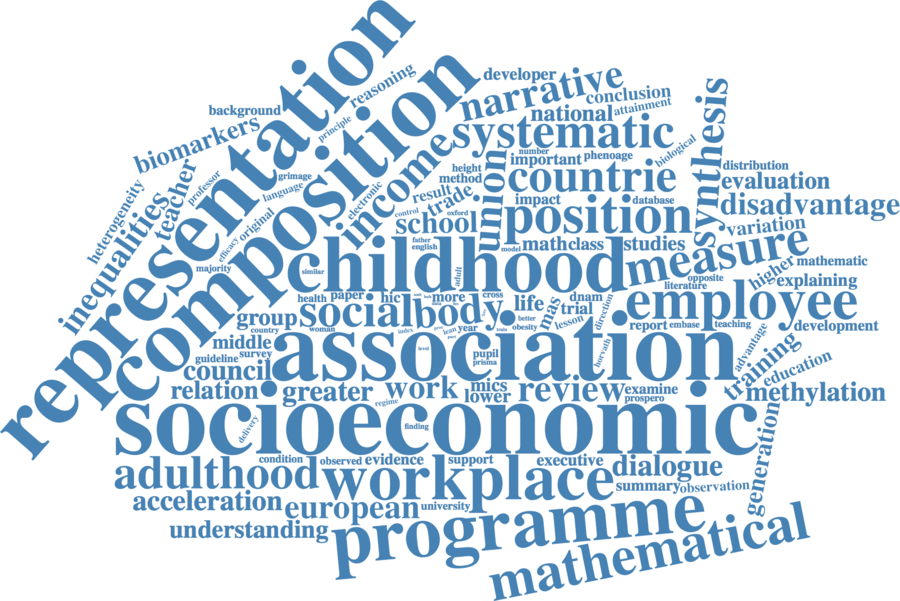 representation
composition
background
biomarkers
reasoning
principle
developer
narrative
conclusion
national
attainment
systematic
synthesis
number
important
phenoage
biological
distribution
height
method
countrie
evaluation
heterogeneity
inequalities
teacher
professor
grimage
language
electronic
incomes
result
trade
union
impact
database
disadvantage
control
oxford
school
position
variation
efficacy
original
father
english
model
math
class
studies
measure
opposite
literature
higher
mathematic
explaining
majority
similar
childhood
adult
health
paper
hic
more
cross
life
mas
dnam
trial
direction
employee
group
social
body
better
obesity
lesson
report
embase
teaching
development
country
woman
index
lean
year
middle
survey
guideline
council
association
level
pupil
prisma
horvath
advantage
training
education
relation
greater
work
mics
lower
review
examine
prospero
methylation
regime
delivery
socioeconomic
finding
generation
condition
observed
evidence
support
executive
dialogue
adulthood
workplace
summary
observation
acceleration
european
university
understanding
programme
mathematical